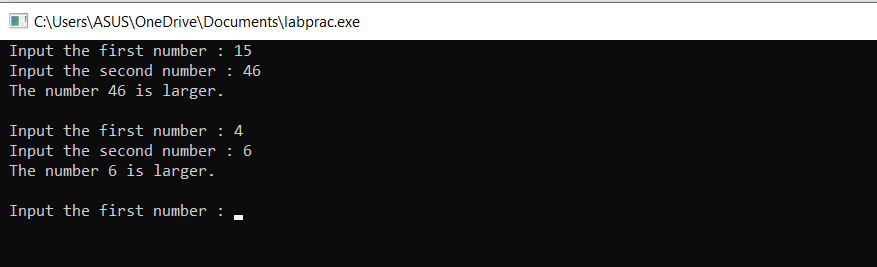 C:\Users\ASUS\OneDrive\Documents\labprac.exe
Input the first number : 15
Input the second number : 46
The number 46 is larger.
Input the first number : 4
Input the second number : 6
The number 6 is larger.
Input the first number :